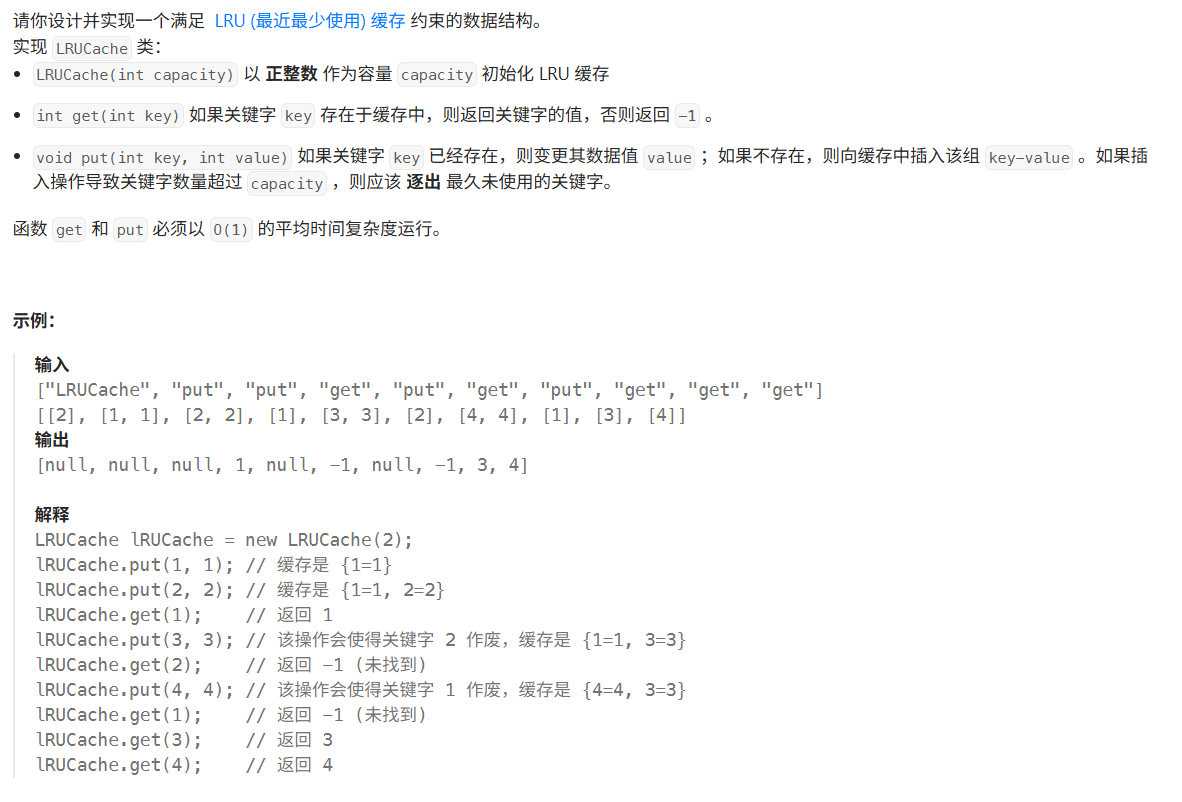 请你设计并实现一个满足 LRU (最近最少使用) 缓存 约束的数据结构。
实现 LRUCache 类：
• LRUCache(int capacity) 以 正整数 作为容量 capacity 初始化 LRU 缓存
• int get(int key) 如果关键字 key 存在于缓存中，则返回关键字的值，否则返回 -1 。
• void put(int key, int value) 如果关键字 key 已经存在，则变更其数据值 value ；如果不存在，则向缓存中插入该组 key-value 。如果插
入操作导致关键字数量超过 capacity ，则应该 逐出 最久未使用的关键字。
函数 get 和 put 必须以 O(1) 的平均时间复杂度运行。
示例：
输入
["LRUCache", "put", "put", "get", "put", "get", "put", "get", "get", "get"]
[[2], [1, 1], [2, 2], [1], [3, 3], [2], [4, 4], [1], [3], [4]]
输出
[null, null, null, 1, null, -1, null, -1, 3, 4]
解释
LRUCache lRUCache = new LRUCache(2);
lRUCache.put(1, 1); // 缓存是 {1=1}
lRUCache.put(2, 2); // 缓存是 {1=1, 2=2}
lRUCache.get(1);    // 返回 1
lRUCache.put(3, 3); // 该操作会使得关键字 2 作废，缓存是 {1=1, 3=3}
lRUCache.get(2);    // 返回 -1 (未找到)
lRUCache.put(4, 4); // 该操作会使得关键字 1 作废，缓存是 {4=4, 3=3}
lRUCache.get(1);    // 返回 -1 (未找到)
lRUCache.get(3);    // 返回 3
lRUCache.get(4);    // 返回 4